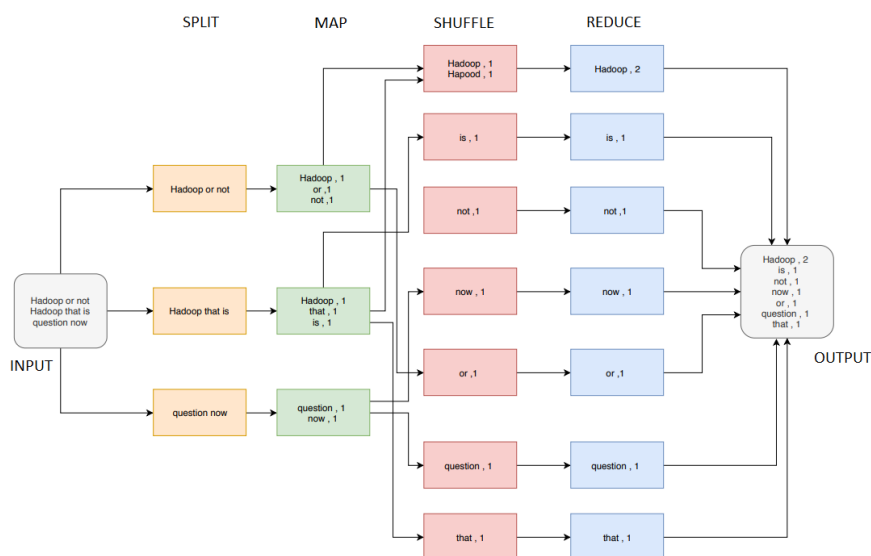 SPLIT
MAP
SHUFFLE
REDUCE
Hadoop , 1
Hapood , 1
Hadoop , 2
is , 1
is , 1
Hadoop or not
Hadoop , 1
or ,1
not ,1
not ,1
not ,1
Hadoop or not
Hadoop that is
question now
INPUT
Hadoop that is
Hadoop , 1
that , 1
is , 1
now , 1
now , 1
Hadoop , 2
is , 1
not , 1
now , 1
or , 1
question , 1
that , 1
OUTPUT
or ,1
or ,1
question now
question , 1
now , 1
question , 1
question , 1
that , 1
that , 1